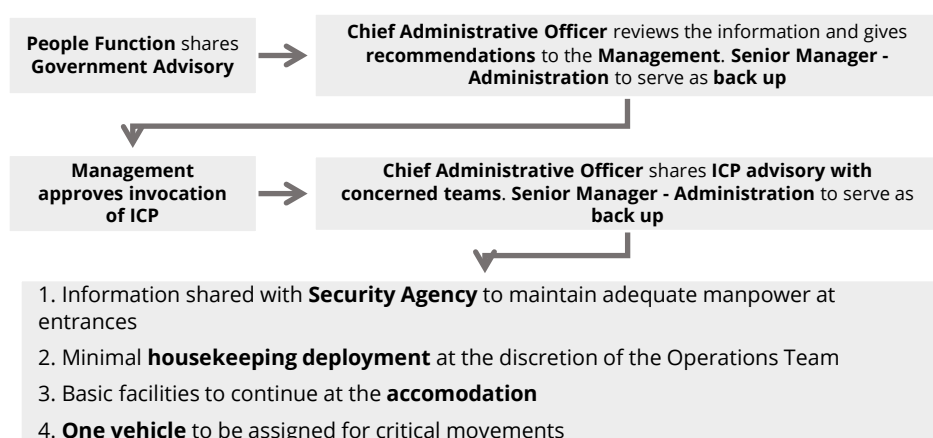 People Function shares
Government Advisory
Chief Administrative Officer reviews the information and gives
recommendations to the Management. Senior Manager -
Administration to serve as back up
Management
approves invocation
of ICP
Chief Administrative Officer shares ICP advisory with
concerned teams. Senior Manager - Administration to serve as
back up
1. Information shared with Security Agency to maintain adequate manpower at
entrances
2. Minimal housekeeping deployment at the discretion of the Operations Team
3. Basic facilities to continue at the accomodation
4. One vehicle to be assigned for critical movements